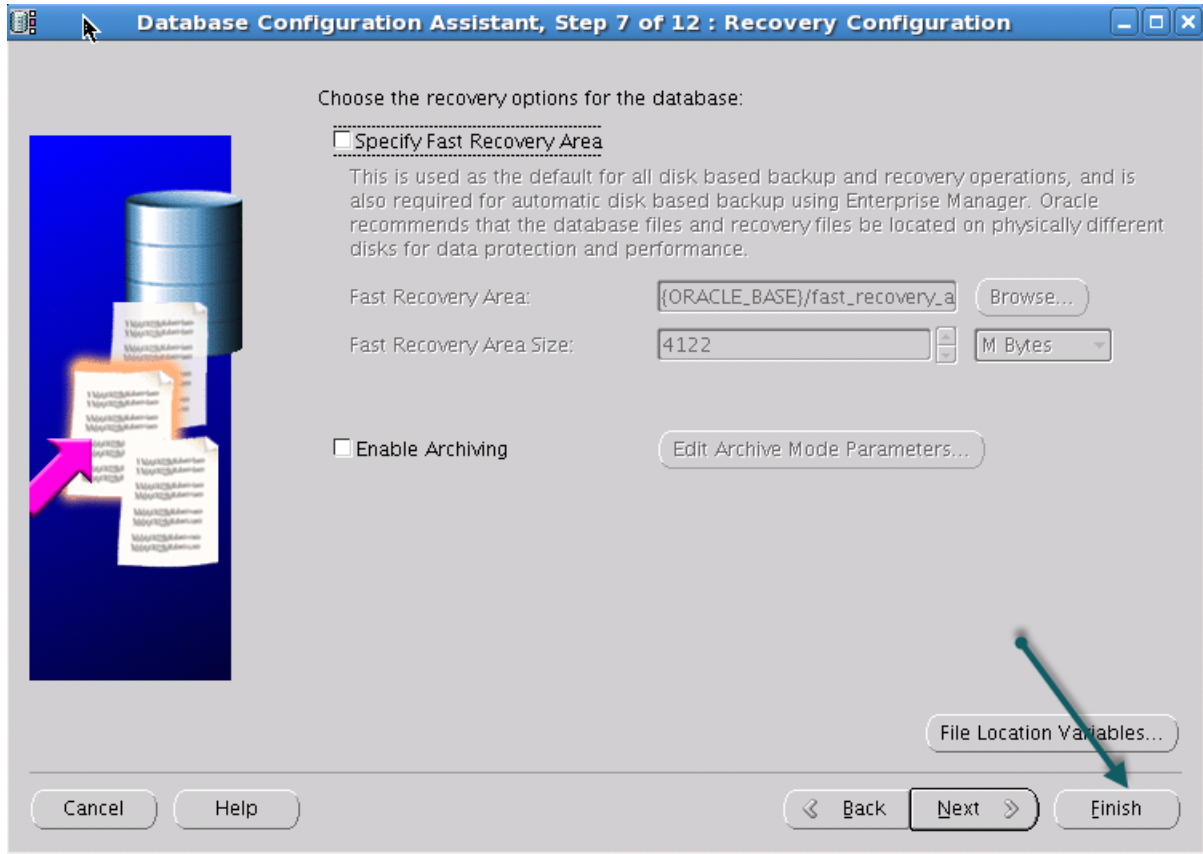 Database Configuration Assistant, Step 7 of 12 : Recovery Configuration
Choose the recovery options for the database:
Specify Fast Recovery Area
This is used as the default for all disk based backup and recovery operations, and is
also required for automatic disk based backup using Enterprise Manager. Oracle
recommends that the database files and recovery files be located on physically different
disks for data protection and performance.
Fast Recovery Area: {ORACLE_BASE}/fast_recovery_a Browse...
Fast Recovery Area Size: 4122 M Bytes
Enable Archiving Edit Archive Mode Parameters...
File Location Variables...
Cancel Help Back Next Finish